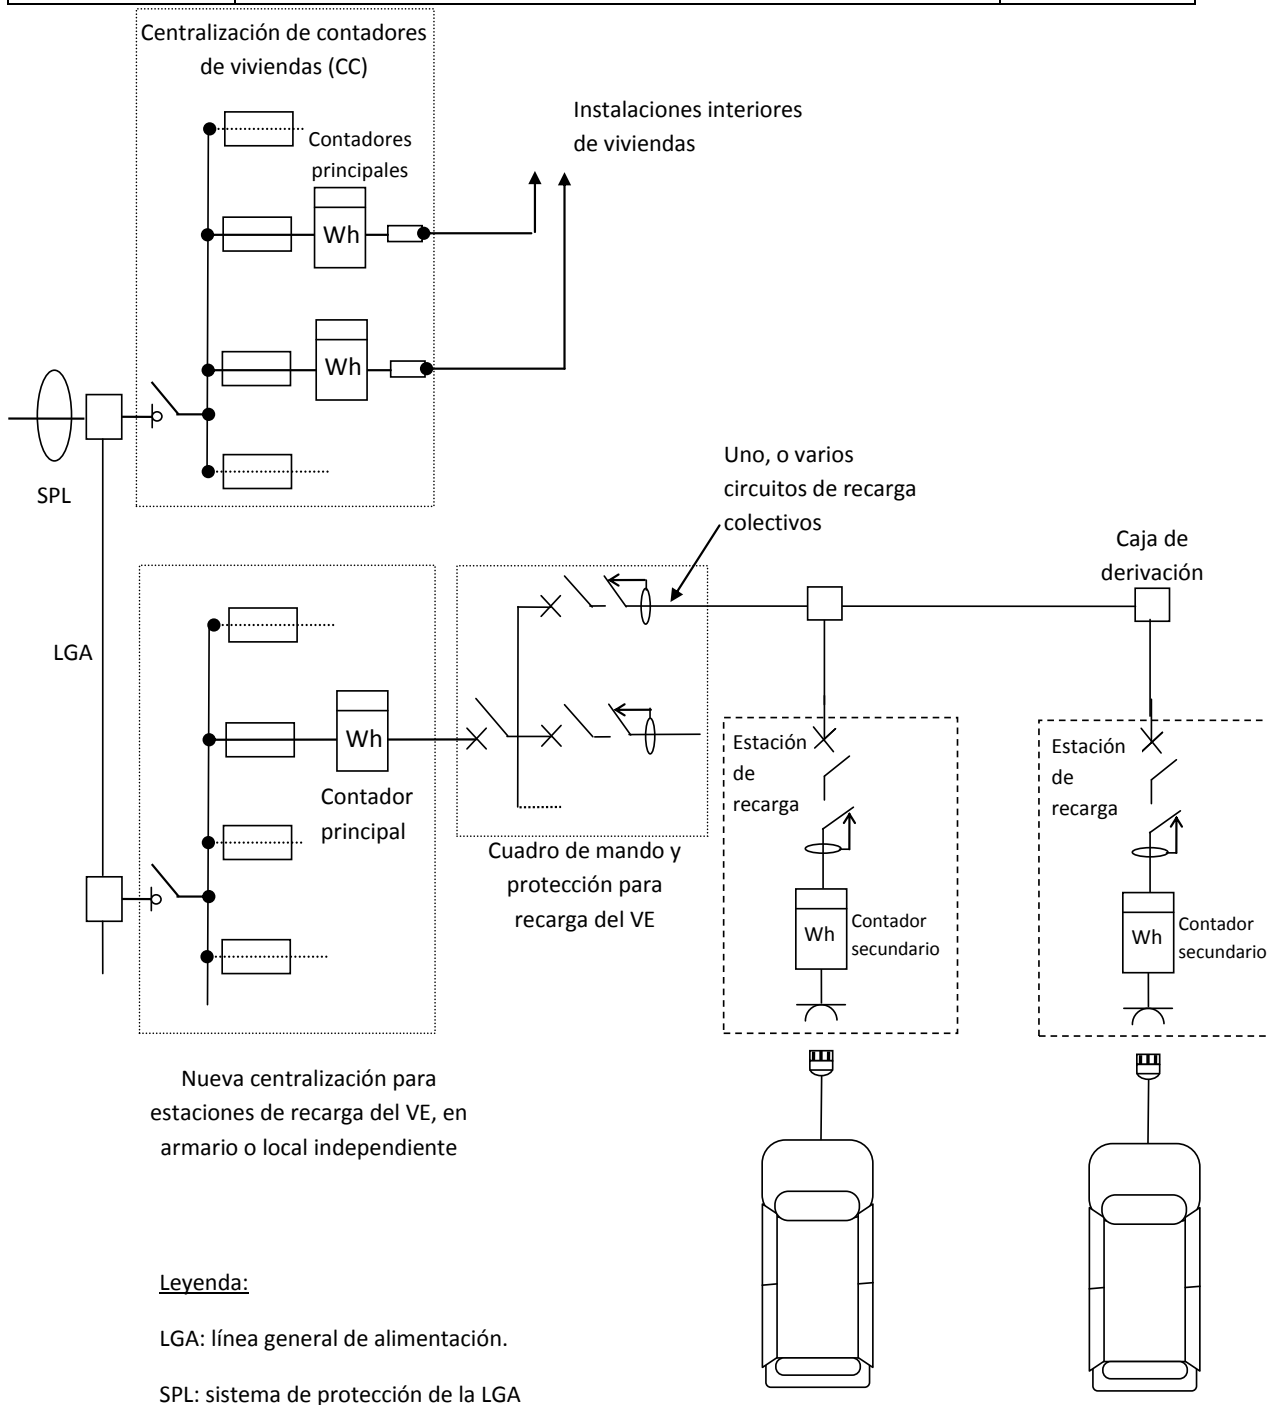 Centralización de contadores
de viviendas (CC)
Instalaciones interiores
de viviendas
Contadores
principales
Wh
Wh
SPL
Uno, o varios
circuitos de recarga
colectivos
Caja de
derivación
LGA
Wh
Contador
principal
Cuadro de mando y
protección para
recarga del VE
Estación
de
recarga
Wh
Contador
secundario
Estación
de
recarga
Wh
Contador
secundario
Nueva centralización para
estaciones de recarga del VE, en
armario o local independiente
Leyenda:
LGA: línea general de alimentación.
SPL: sistema de protección de la LGA